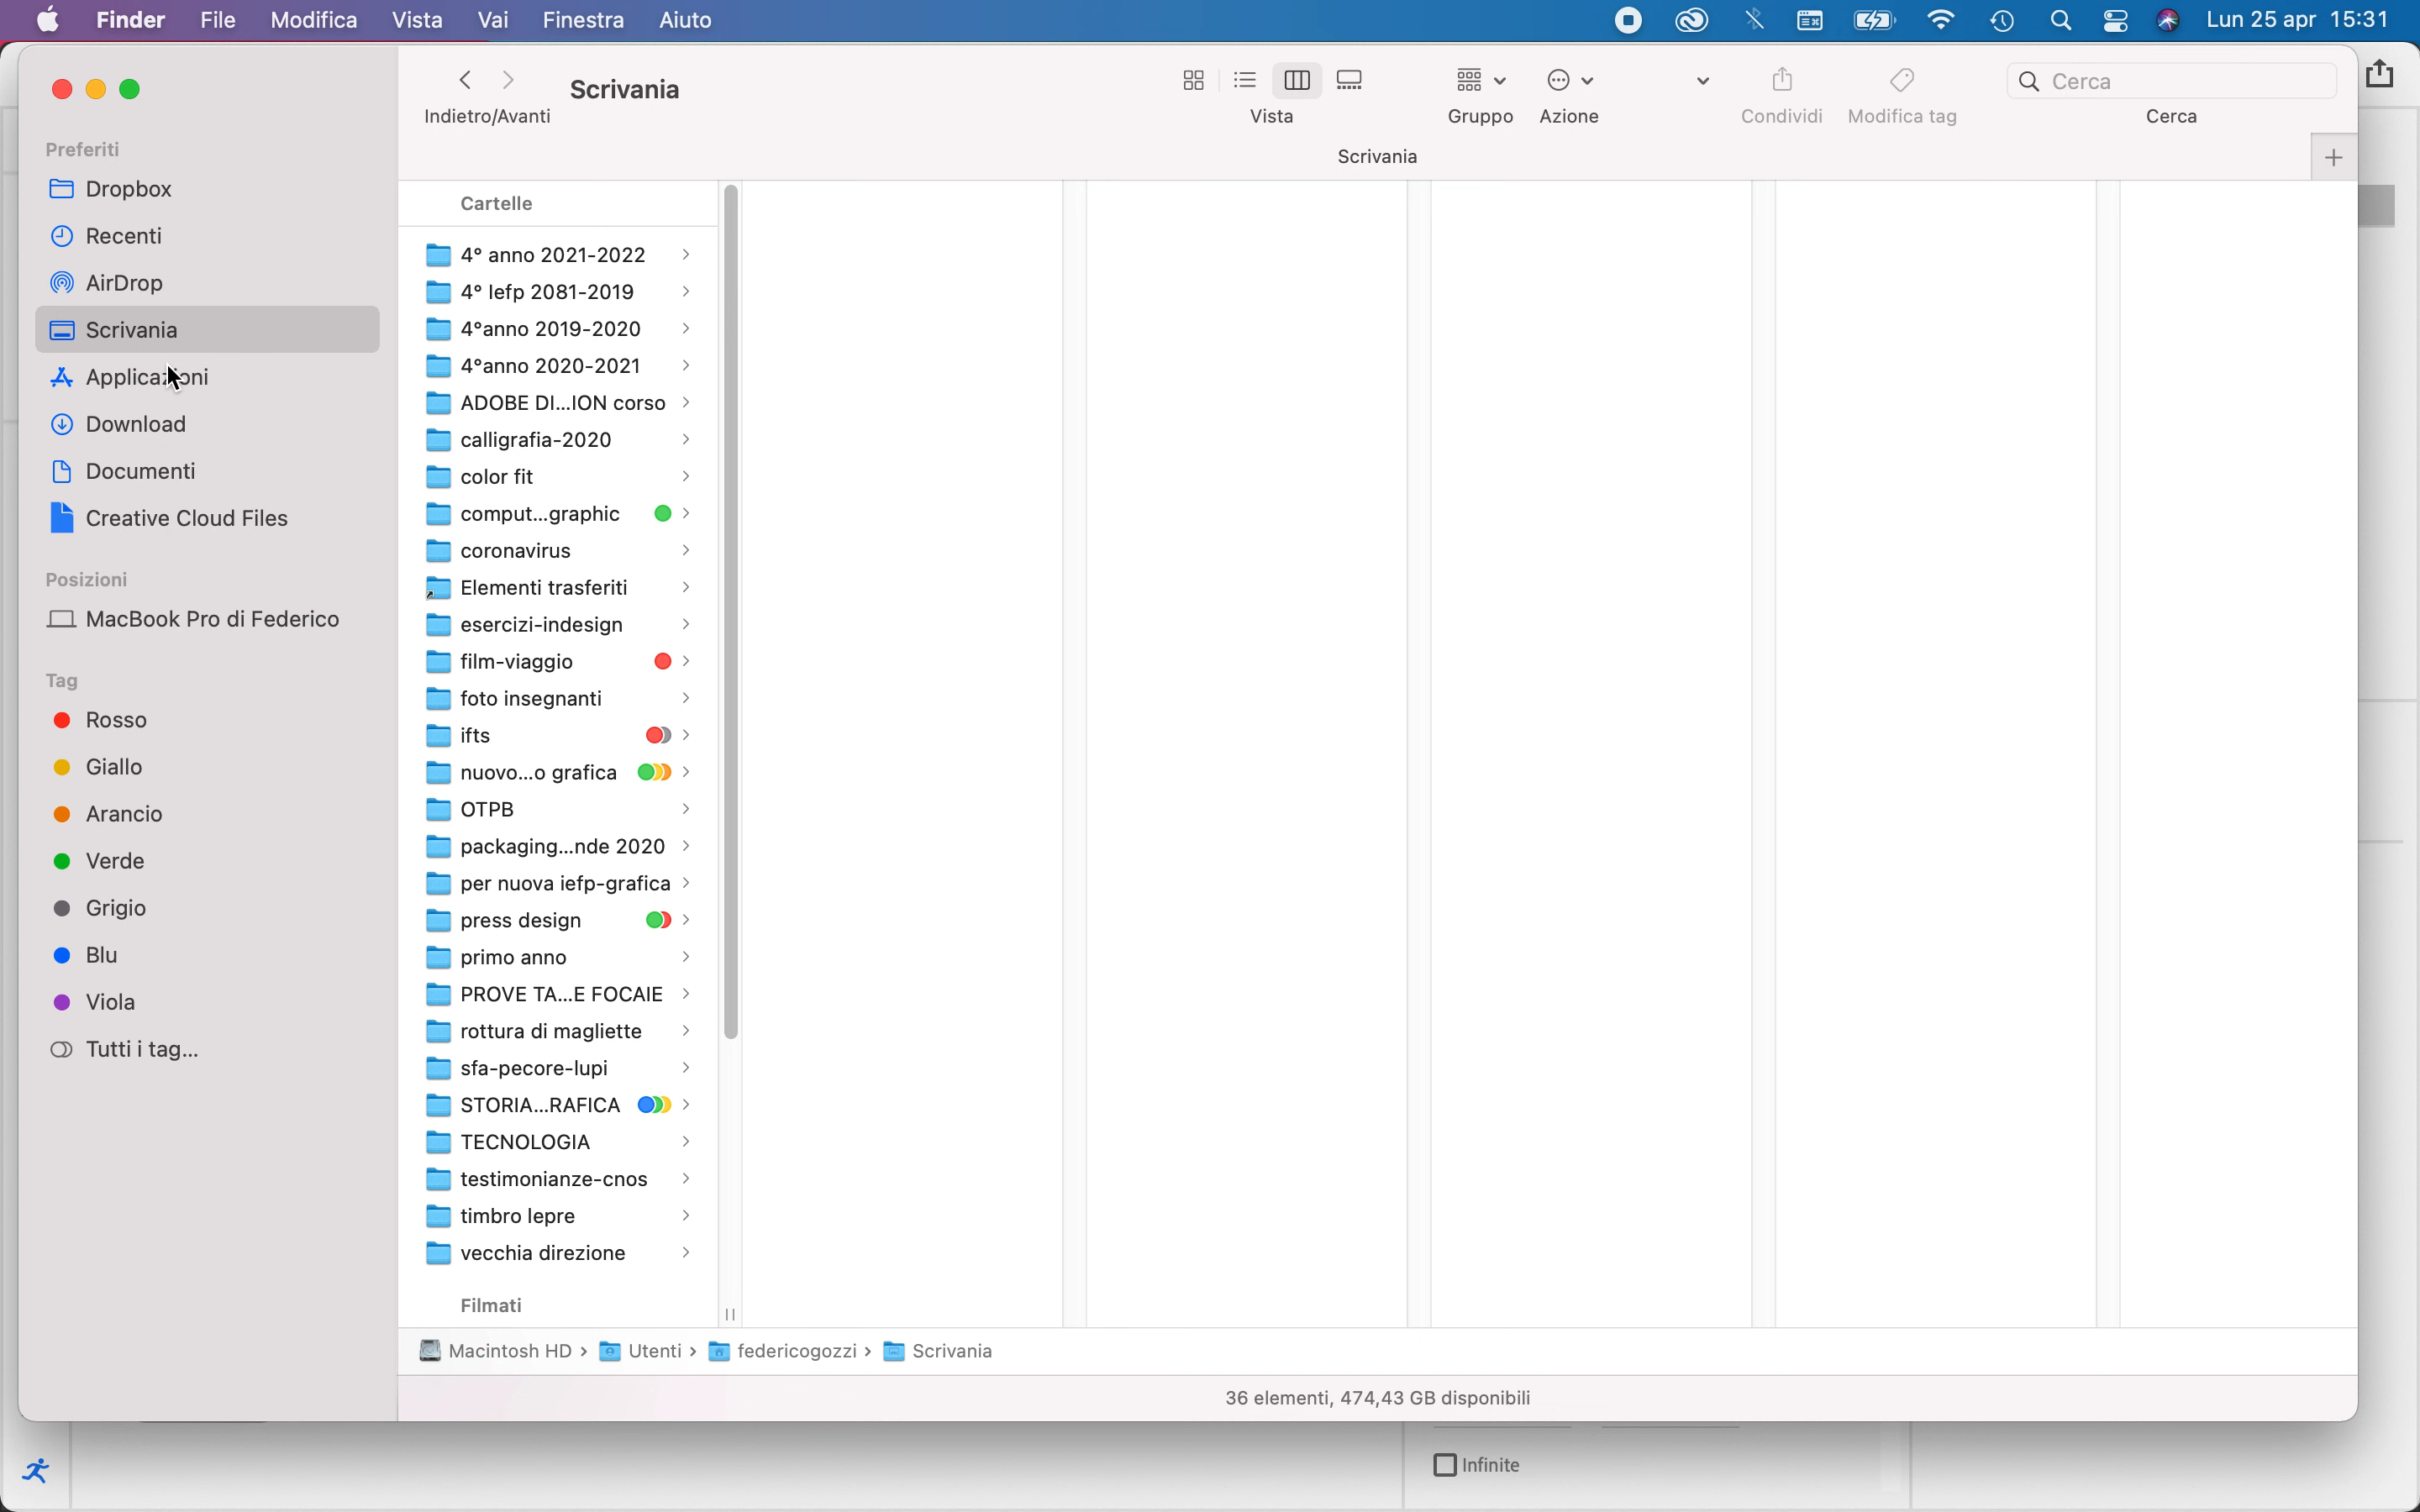 Finder File Modifica Vista Vai Finestra Aiuto Lun 25 apr 15:31
Indietro/Avanti
Scrivania
Vista
Gruppo
Azione
Condividi
Modifica tag
Cerca
Cerca
Scrivania
Preferiti
Dropbox
Recenti
AirDrop
Scrivania
Applicazioni
Download
Documenti
Creative Cloud Files
Posizioni
MacBook Pro di Federico
Tag
Rosso
Giallo
Arancio
Verde
Grigio
Blu
Viola
Tutti i tag...
Cartelle
4° anno 2021-2022
4° Iefp 2081-2019
4°anno 2019-2020
4°anno 2020-2021
ADOBE DI...ION corso
calligrafia-2020
color fit
comput...graphic
coronavirus
Elementi trasferiti
esercizi-indesign
film-viaggio
foto insegnanti
ifts
nuovo...o grafica
OTPB
packaging...nde 2020
per nuova iefp-grafica
press design
primo anno
PROVE TA...E FOCAIE
rottura di magliette
sfa-pecore-lupi
STORIA...RAFICA
TECNOLOGIA
testimonianze-cnos
timbro lepre
vecchia direzione
Filmati
Macintosh HD › Utenti › federicogozzi › Scrivania
36 elementi, 474,43 GB disponibili
Infinite